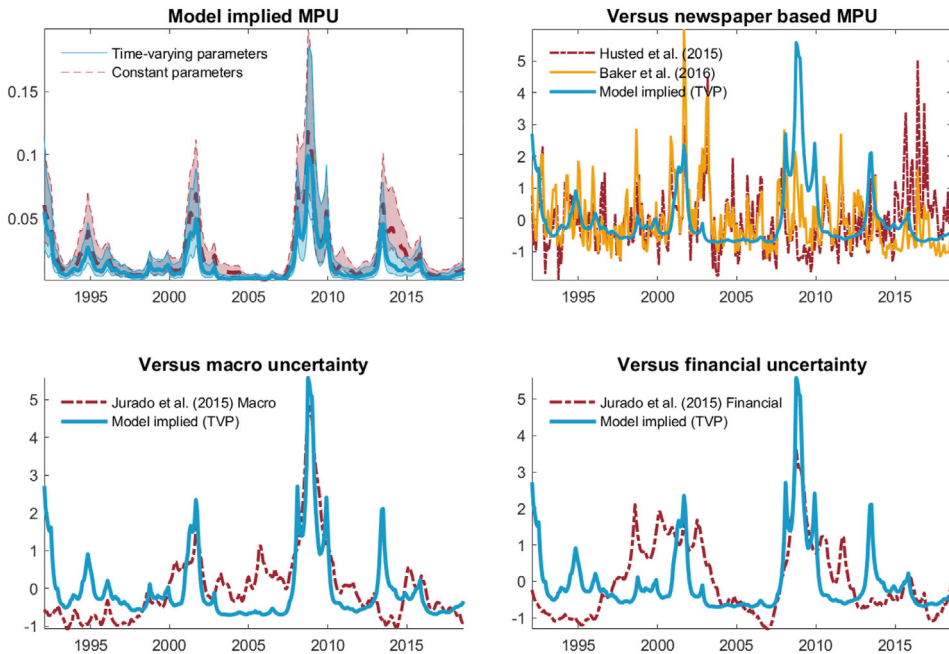 Model implied MPU
Time-varying parameters
Constant parameters
0.15
0.1
0.05
1995 2000 2005 2010 2015
Versus newspaper based MPU
Husted et al. (2015)
Baker et al. (2016)
Model implied (TVP)
5
4
3
2
1
0
-1
1995 2000 2005 2010 2015
Versus macro uncertainty
Jurado et al. (2015) Macro
Model implied (TVP)
5
4
3
2
1
0
-1
1995 2000 2005 2010 2015
Versus financial uncertainty
Jurado et al. (2015) Financial
Model implied (TVP)
5
4
3
2
1
0
-1
1995 2000 2005 2010 2015